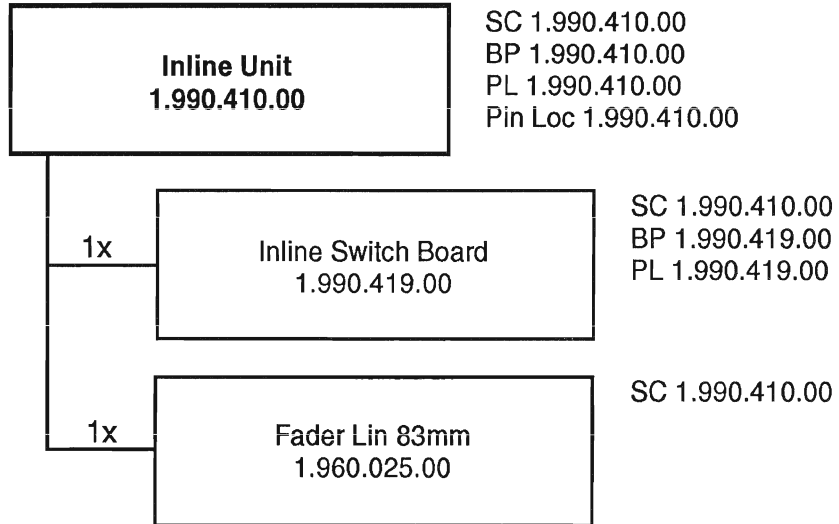 Inline Unit
1.990.410.00
SC 1.990.410.00
BP 1.990.410.00
PL 1.990.410.00
Pin Loc 1.990.410.00
1x
Inline Switch Board
1.990.419.00
SC 1.990.410.00
BP 1.990.419.00
PL 1.990.419.00
1x
Fader Lin 83mm
1.960.025.00
SC 1.990.410.00